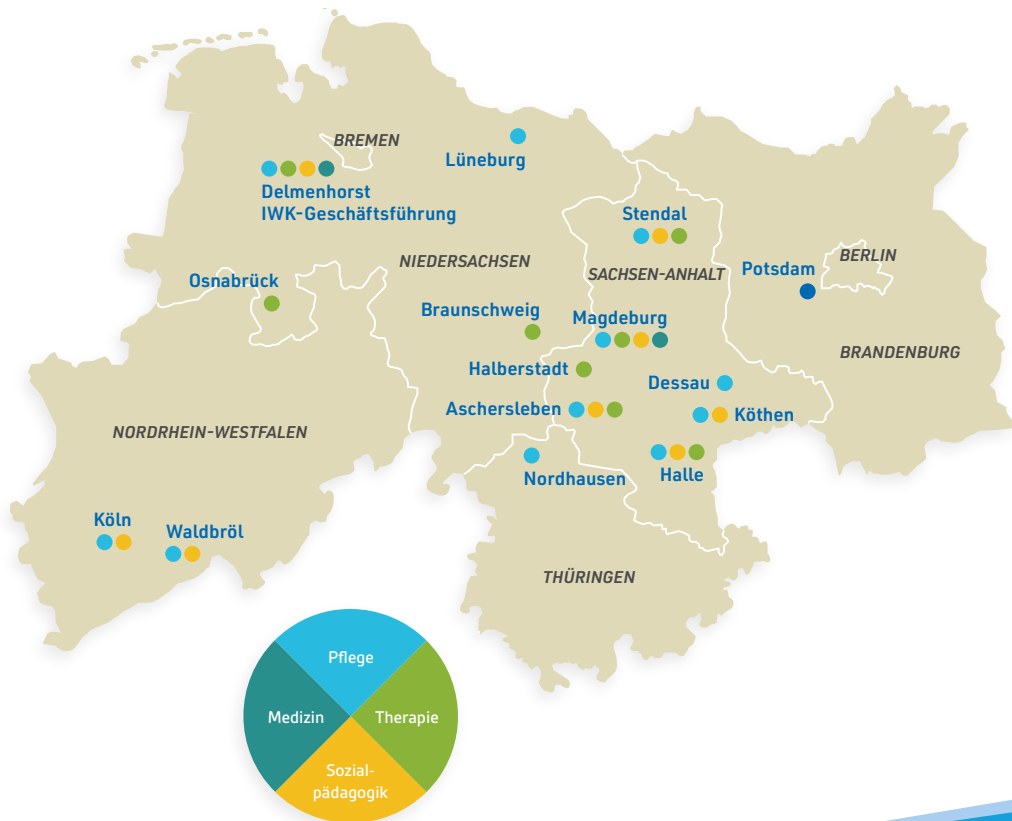 BREMEN
Lüneburg
Delmenhorst
IWK-Geschäftsführung
Stendal
NIEDERSACHSEN
SACHSEN-ANHALT
Potsdam
BERLIN
Osnabrück
Braunschweig
Magdeburg
BRANDENBURG
Halberstadt
Dessau
Aschersleben
Köthen
NORDRHEIN-WESTFALEN
Nordhausen
Halle
Köln
Waldbröl
THÜRINGEN
Pflege
Medizin
Therapie
Sozial-
pädagogik